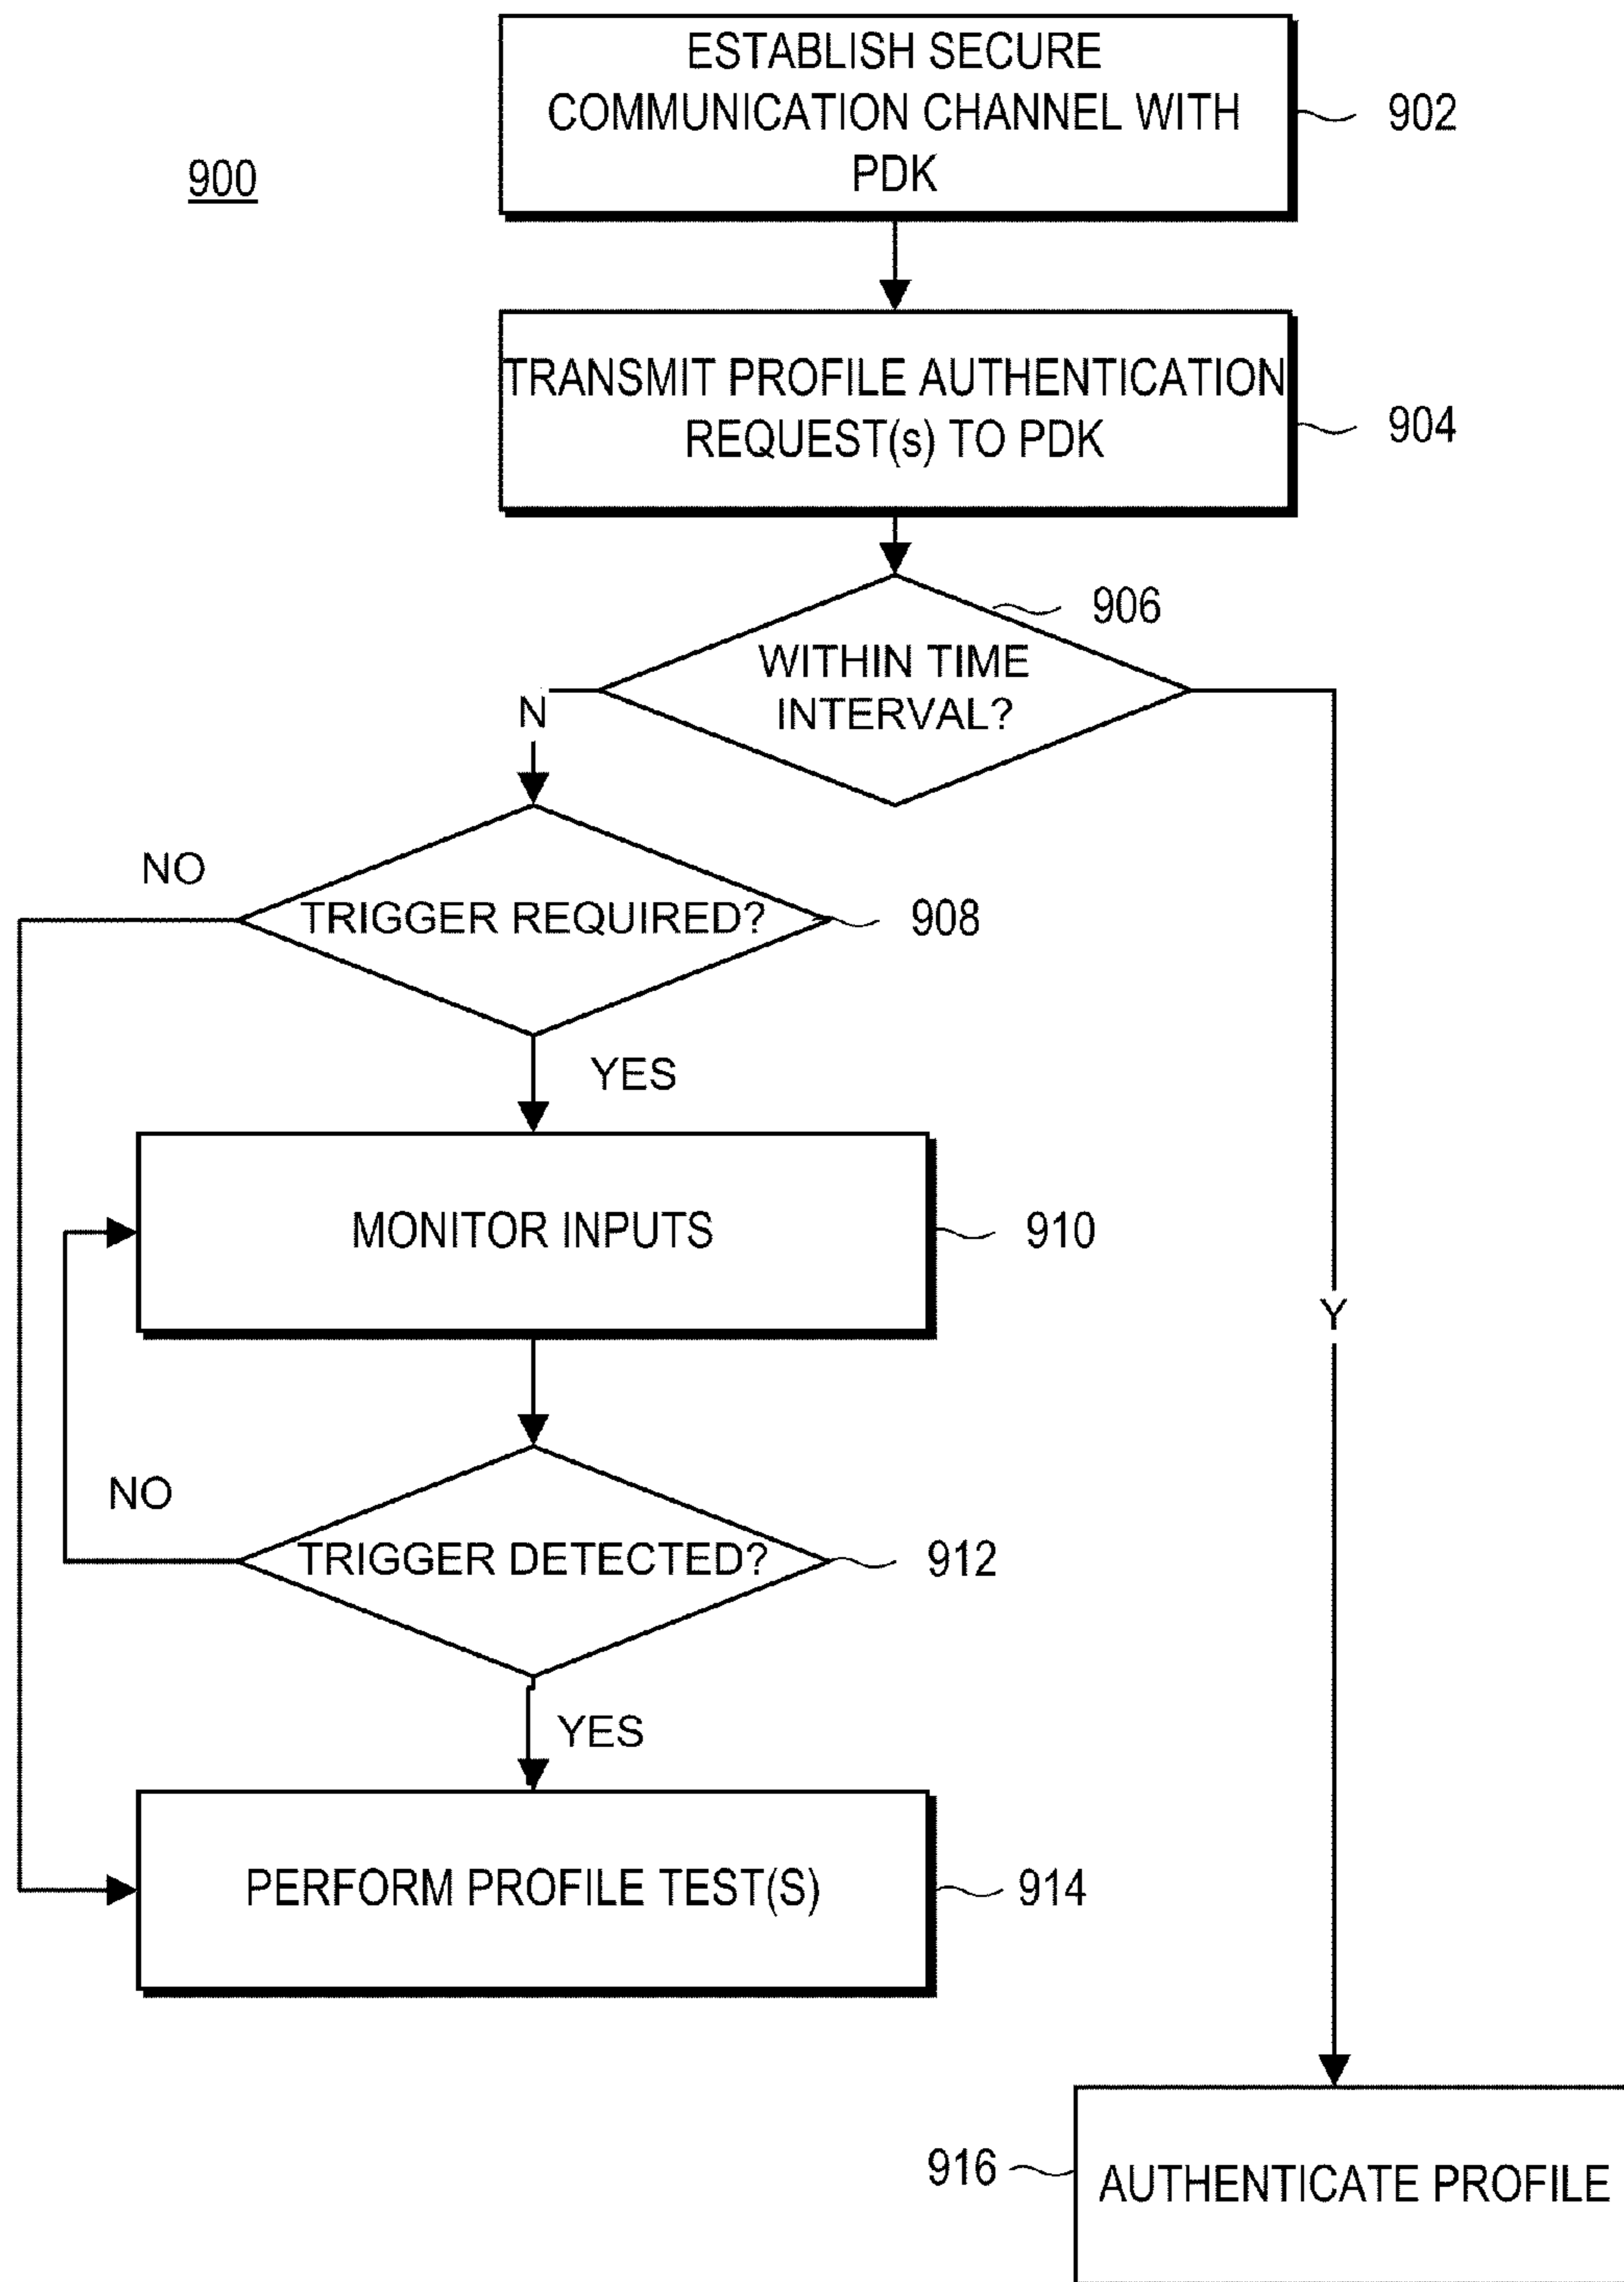 ESTABLISH SECURE
COMMUNICATION CHANNEL WITH
PDK
902
900
TRANSMIT PROFILE AUTHENTICATION
REQUEST(s) TO PDK
904
906
WITHIN TIME
INTERVAL?
N
NO
TRIGGER REQUIRED?
908
YES
MONITOR INPUTS
910
Y
NO
TRIGGER DETECTED?
912
YES
PERFORM PROFILE TEST(S)
914
916
AUTHENTICATE PROFILE